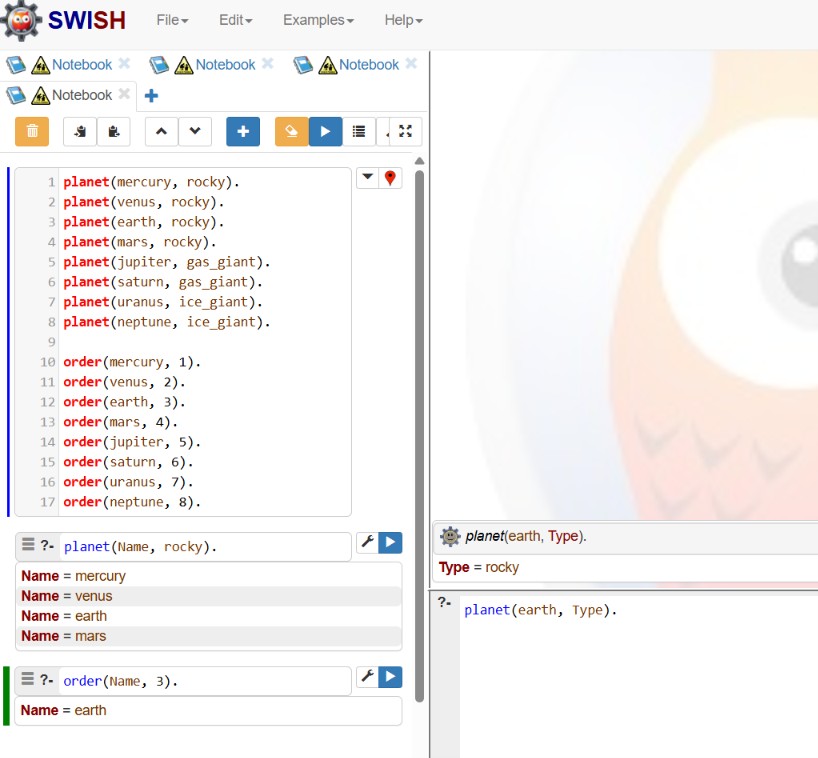 SWISH File Edit Examples Help
Notebook Notebook Notebook
Notebook
1 planet(mercury, rocky).
2 planet(venus, rocky).
3 planet(earth, rocky).
4 planet(mars, rocky).
5 planet(jupiter, gas_giant).
6 planet(saturn, gas_giant).
7 planet(uranus, ice_giant).
8 planet(neptune, ice_giant).
9
10 order(mercury, 1).
11 order(venus, 2).
12 order(earth, 3).
13 order(mars, 4).
14 order(jupiter, 5).
15 order(saturn, 6).
16 order(uranus, 7).
17 order(neptune, 8).
?- planet(Name, rocky).
Name = mercury
Name = venus
Name = earth
Name = mars
?- order(Name, 3).
Name = earth
planet(earth, Type).
Type = rocky
?- planet(earth, Type).